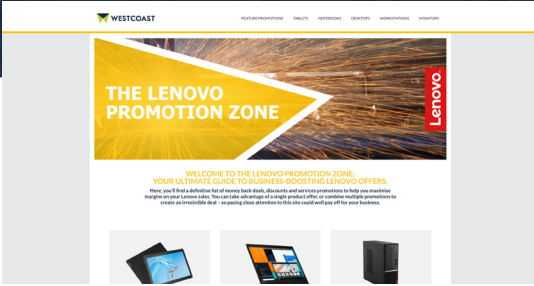 WESTCOAST
FEATURE PROMOTIONS TABLETS NOTEBOOKS DESKTOPS WORKSTATIONS MONITORS
THE LENOVO
PROMOTION ZONE
Lenovo.
WELCOME TO THE LENOVO PROMOTION ZONE:
YOUR ULTIMATE GUIDE TO BUSINESS-BOOSTING LENOVO OFFERS.
Here, you'll find a definitive list of money back deals, discounts and services promotions to help you maximise
margins on your Lenovo sales. You can take advantage of a single product offer, or combine multiple promotions to
create an irresistible deal – so paying close attention to this site could well pay off for your business.